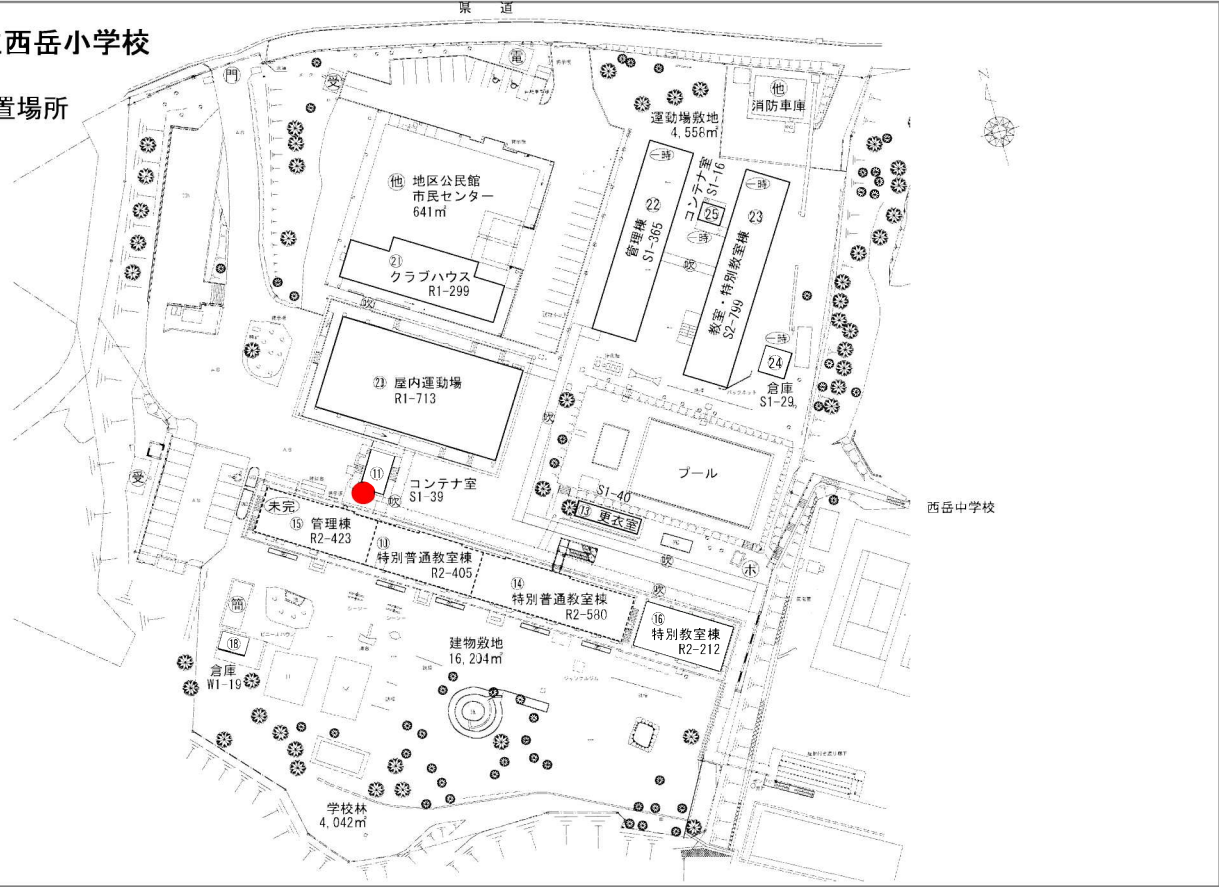 県道
西岳小学校
置場所
門
受
電
他
消防車庫
運動場敷地
4,558㎡
一時
一時
他 地区公民館
市民センター
641㎡
㉒
管理棟
S1-365
コンテナ室
S1-16
㉕
一時
㉓
教室・特別教室棟
S2-799
吹
㉑
クラブハウス
R1-299
吹
一時
㉔
倉庫
S1-29
屋内運動場
R1-713
吹
プール
⑪
コンテナ室
S1-39
受
吹
S1-40
⑬ 更衣室
西岳中学校
未完
⑮ 管理棟
R2-423
特別普通教室棟
R2-405
吹
ホ
吹
⑭
特別普通教室棟
R2-580
⑯
特別教室棟
R2-212
⑱
倉庫
W1-19
建物敷地
16,204㎡
学校林
4,042㎡